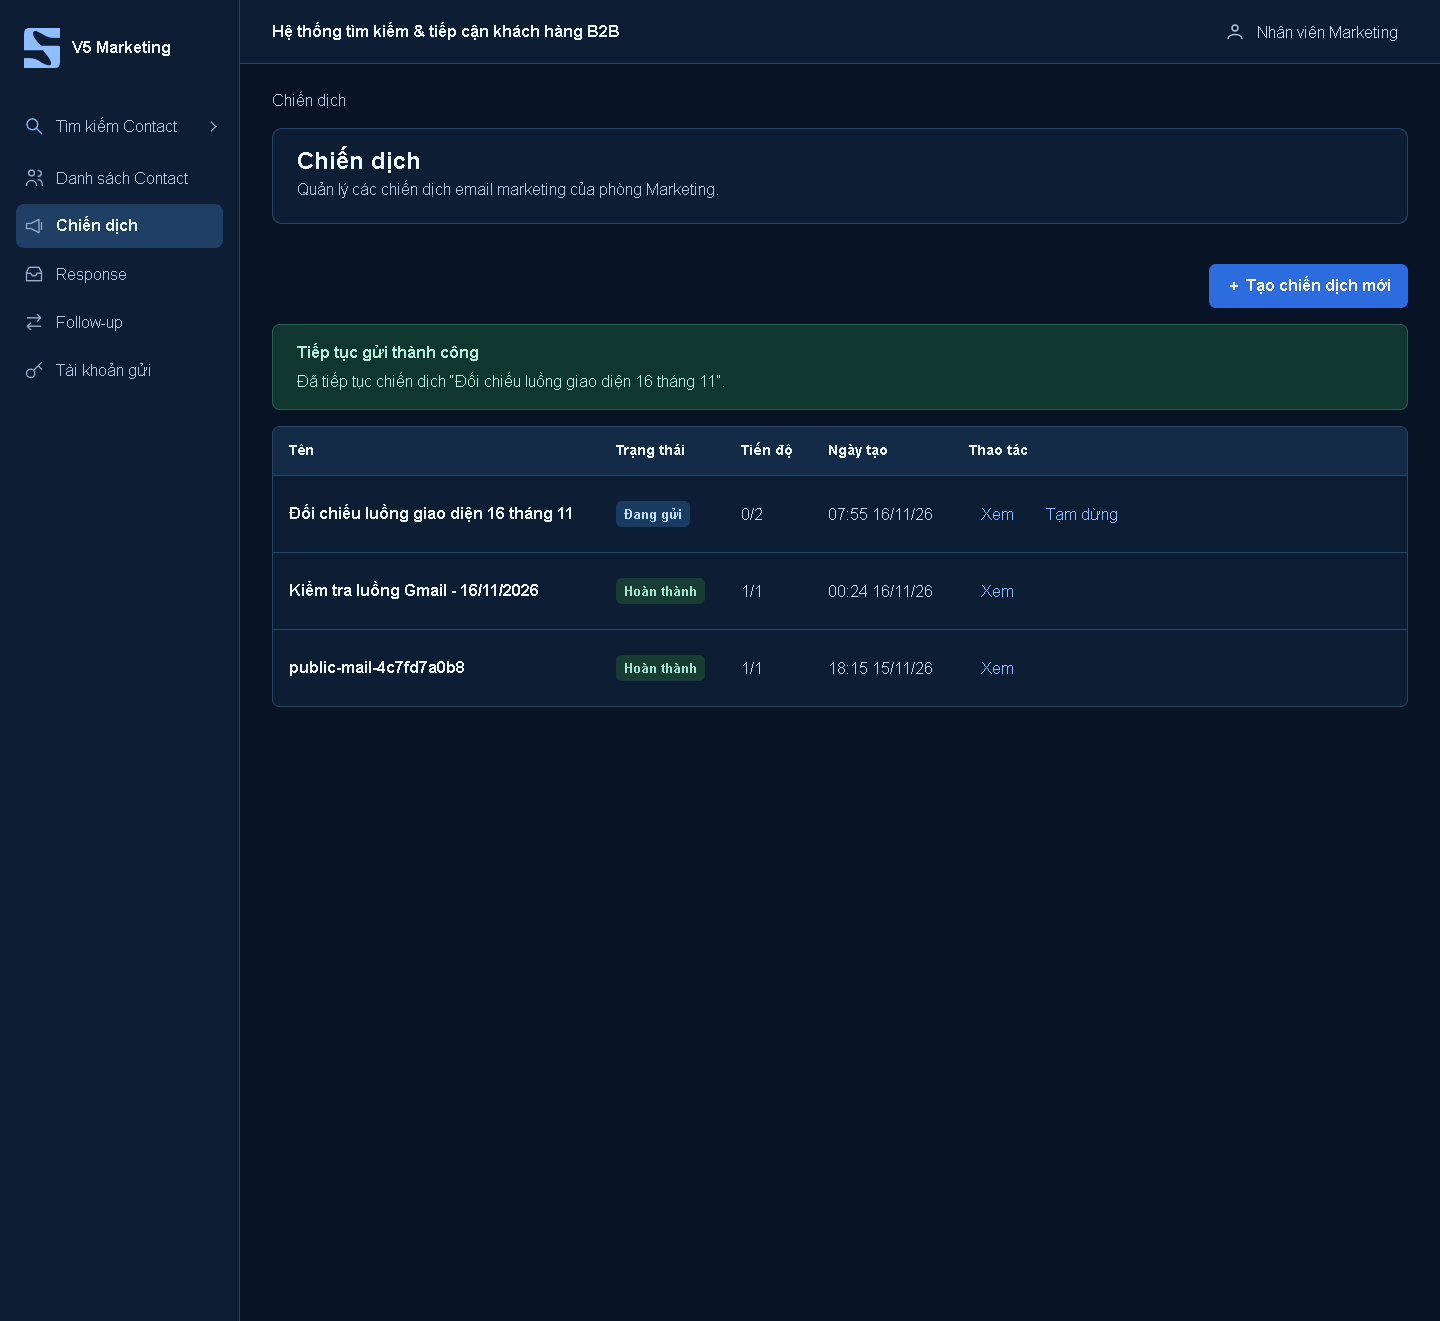 V5 Marketing
Hệ thống tìm kiếm & tiếp cận khách hàng B2B
Nhân viên Marketing
Tìm kiếm Contact
Danh sách Contact
Chiến dịch
Response
Follow-up
Tài khoản gửi
Chiến dịch
Chiến dịch
Quản lý các chiến dịch email marketing của phòng Marketing.
+ Tạo chiến dịch mới
Tiếp tục gửi thành công
Đã tiếp tục chiến dịch "Đối chiếu luồng giao diện 16 tháng 11".
Tên Trạng thái Tiến độ Ngày tạo Thao tác
Đối chiếu luồng giao diện 16 tháng 11 Đang gửi 0/2 07:55 16/11/26 Xem Tạm dừng
Kiểm tra luồng Gmail - 16/11/2026 Hoàn thành 1/1 00:24 16/11/26 Xem
public-mail-4c7fd7a0b8 Hoàn thành 1/1 18:15 15/11/26 Xem